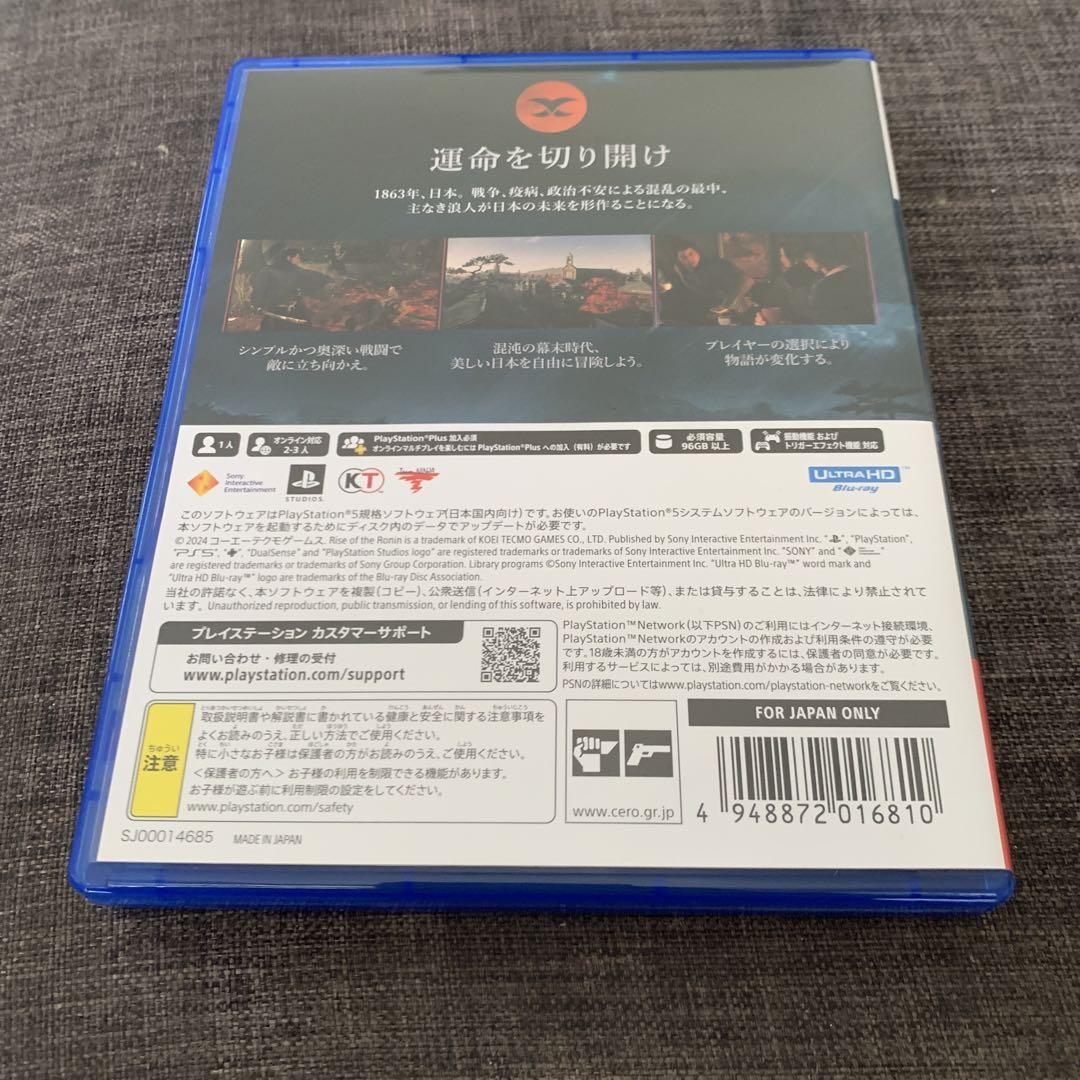 運命を切り開け
1863年、日本。戦争、疫病、政治不安による混乱の最中。
主なき浪人が日本の未来を形作ることになる。
シンプルかつ奥深い戦闘で
敵に立ち向かえ。
混沌の幕末時代、
美しい日本を自由に冒険しよう。
プレイヤーの選択により
物語が変化する。
1人
オンライン対応
2-3人
PlayStation®Plus 加入必須
オンラインマルチプレイを楽しむには PlayStation®Plus への加入(有料)が必要です
必須容量
96GB 以上
振動機能 および
トリガーエフェクト機能 対応
Sony
Interactive
Entertainment
STUDIOS
KT
Team NINJA
ULTRA HD™
Blu-ray
このソフトウェアはPlayStation®5規格ソフトウェア(日本国内向け)です。お使いのPlayStation®5システムソフトウェアのバージョンによっては、
本ソフトウェアを起動するためにディスク内のデータでアップデートが必要です。
© 2024 コーエーテクモゲームス. Rise of the Ronin is a trademark of KOEI TECMO GAMES CO., LTD. Published by Sony Interactive Entertainment Inc. "", "PlayStation",
"PS5", "", "DualSense" and "PlayStation Studios logo" are registered trademarks or trademarks of Sony Interactive Entertainment Inc. "SONY" and ""
are registered trademarks or trademarks of Sony Group Corporation. Library programs ©Sony Interactive Entertainment Inc. "Ultra HD Blu-ray™" word mark and
"Ultra HD Blu-ray™" logo are trademarks of the Blu-ray Disc Association.
当社の許諾なく、本ソフトウェアを複製(コピー)、公衆送信(インターネット上アップロード等)、または貸与することは、法律により禁止されて
います。Unauthorized reproduction, public transmission, or lending of this software, is prohibited by law.
プレイステーション カスタマーサポート
お問い合わせ・修理の受付
www.playstation.com/support
PlayStation™Network(以下PSN)のご利用にはインターネット接続環境、
PlayStation™Networkのアカウントの作成および利用条件の遵守が必要
です。18歳未満の方がアカウントを作成するには、保護者の同意が必要です。
利用するサービスによっては、別途費用がかかる場合があります。
PSNの詳細についてはwww.playstation.com/playstation-networkをご覧ください。
ちゅうい
注意
取扱説明書や解説書に書かれている健康と安全に関する注意事項を
よくお読みのうえ、正しい方法でご使用ください。
特に小さなお子様は保護者の方がお読みのうえ、ご使用ください。
<保護者の方へ> お子様の利用を制限できる機能があります。
お子様が遊ぶ前に利用制限の設定をしてください。
www.playstation.com/safety
FOR JAPAN ONLY
www.cero.gr.jp
4 948872 016810
SJ00014685
MADE IN JAPAN